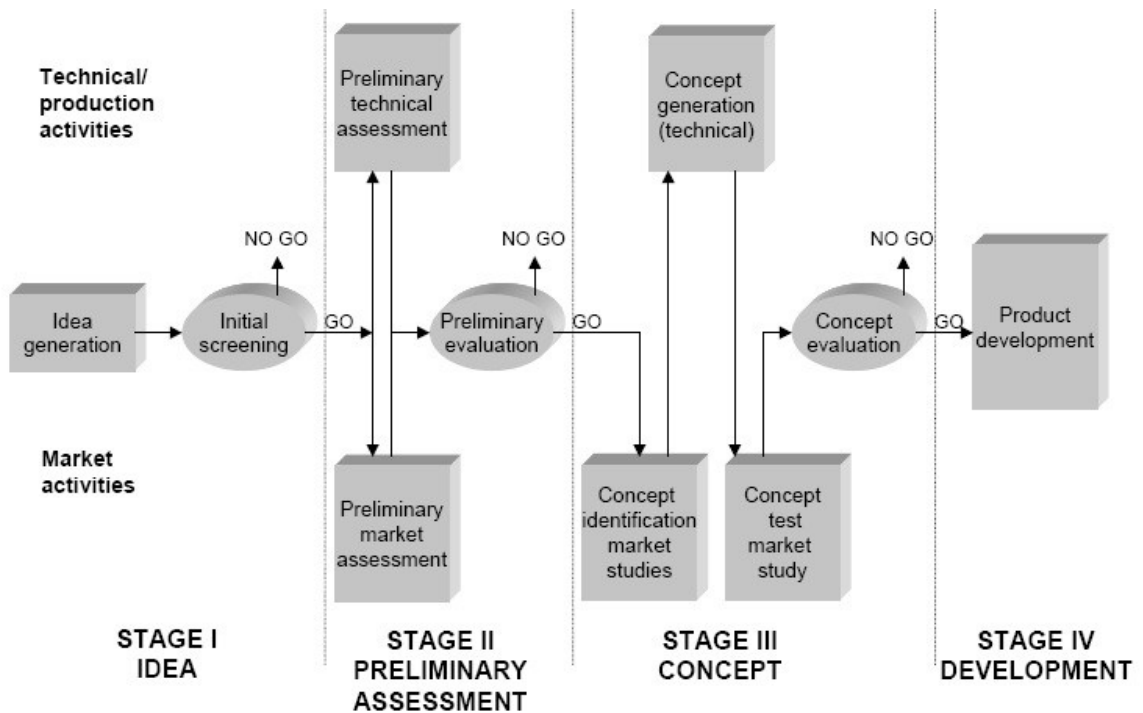 Technical/
production
activities
Preliminary
technical
assessment
Concept
generation
(technical)
NO GO
NO GO
NO GO
Idea
generation
Initial
screening
GO
Preliminary
evaluation
GO
Concept
evaluation
GO
Product
development
Market
activities
Preliminary
market
assessment
Concept
identification
market
studies
Concept
test
market
study
STAGE I
IDEA
STAGE II
PRELIMINARY
ASSESSMENT
STAGE III
CONCEPT
STAGE IV
DEVELOPMENT